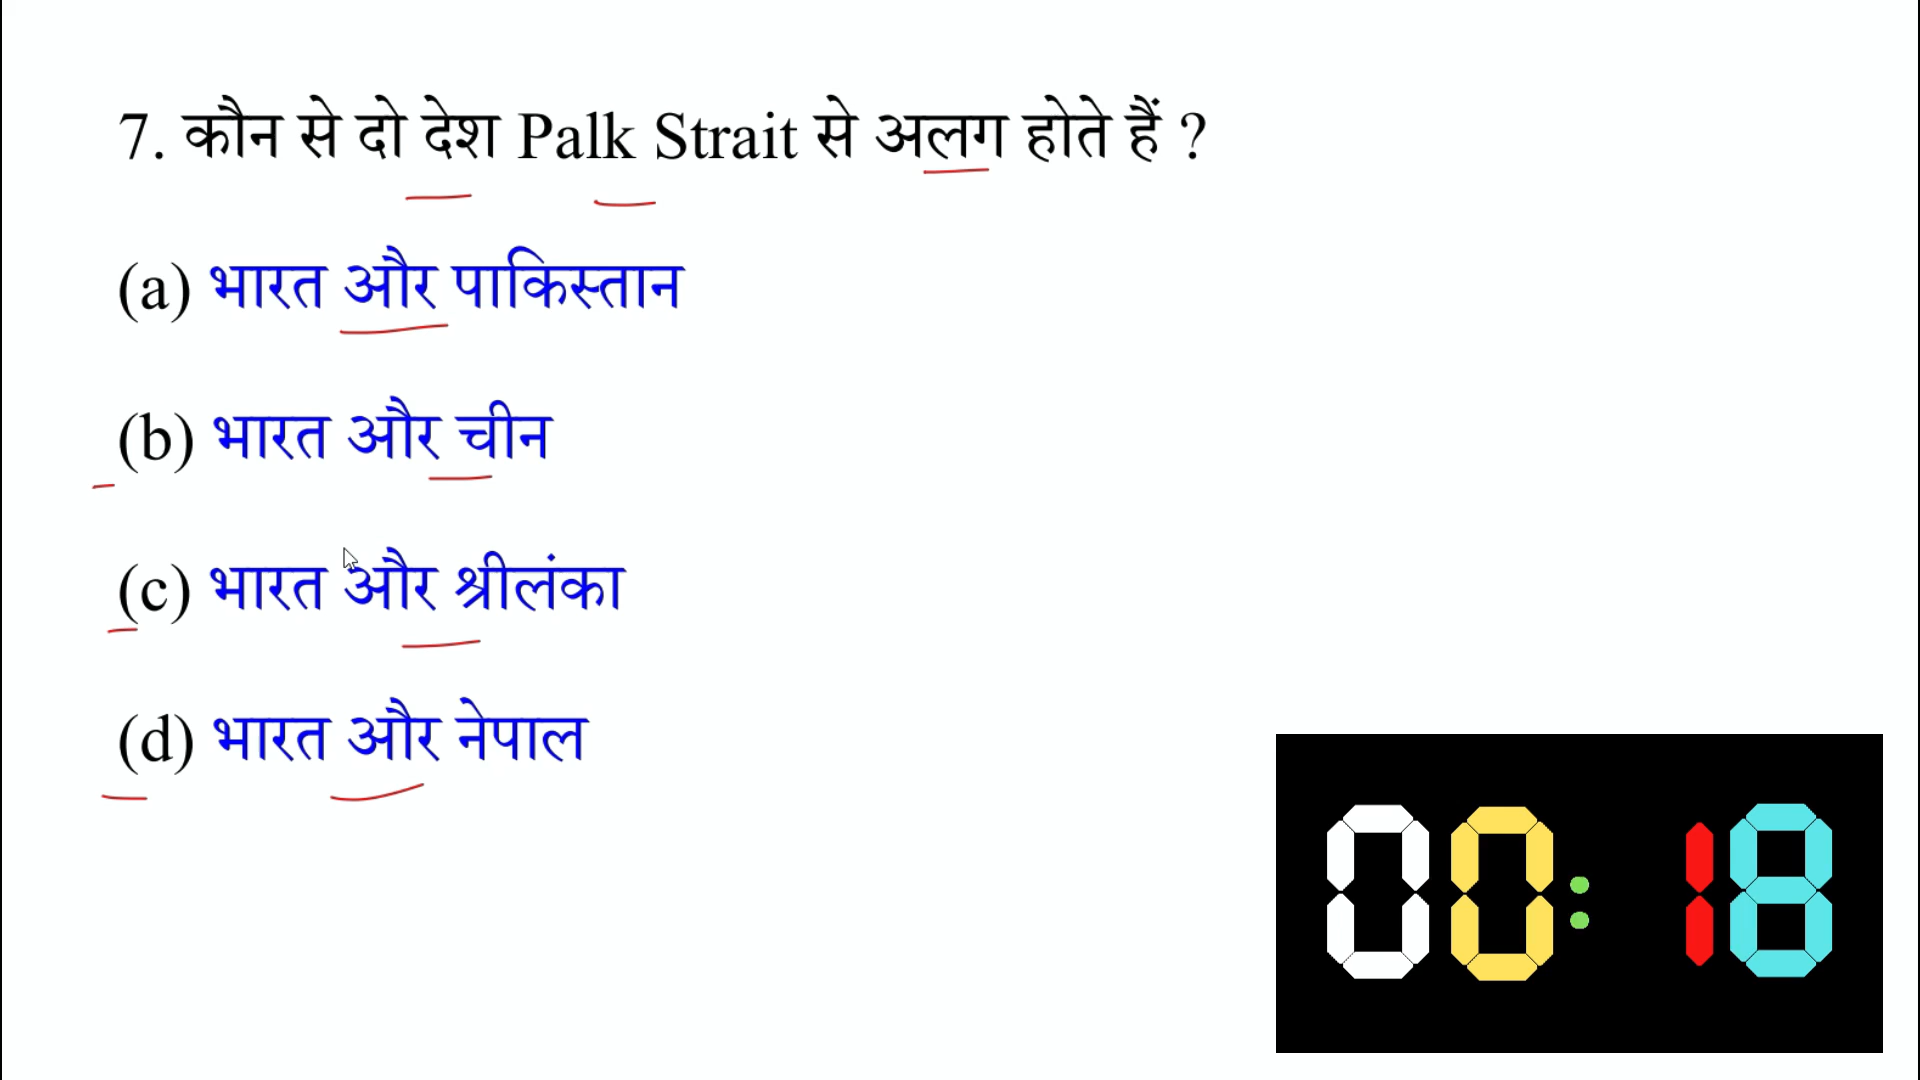 7. कौन से दो देश Palk Strait से अलग होते हैं ?
(a) भारत और पाकिस्तान
(b) भारत और चीन
(c) भारत और श्रीलंका
(d) भारत और नेपाल
00:18